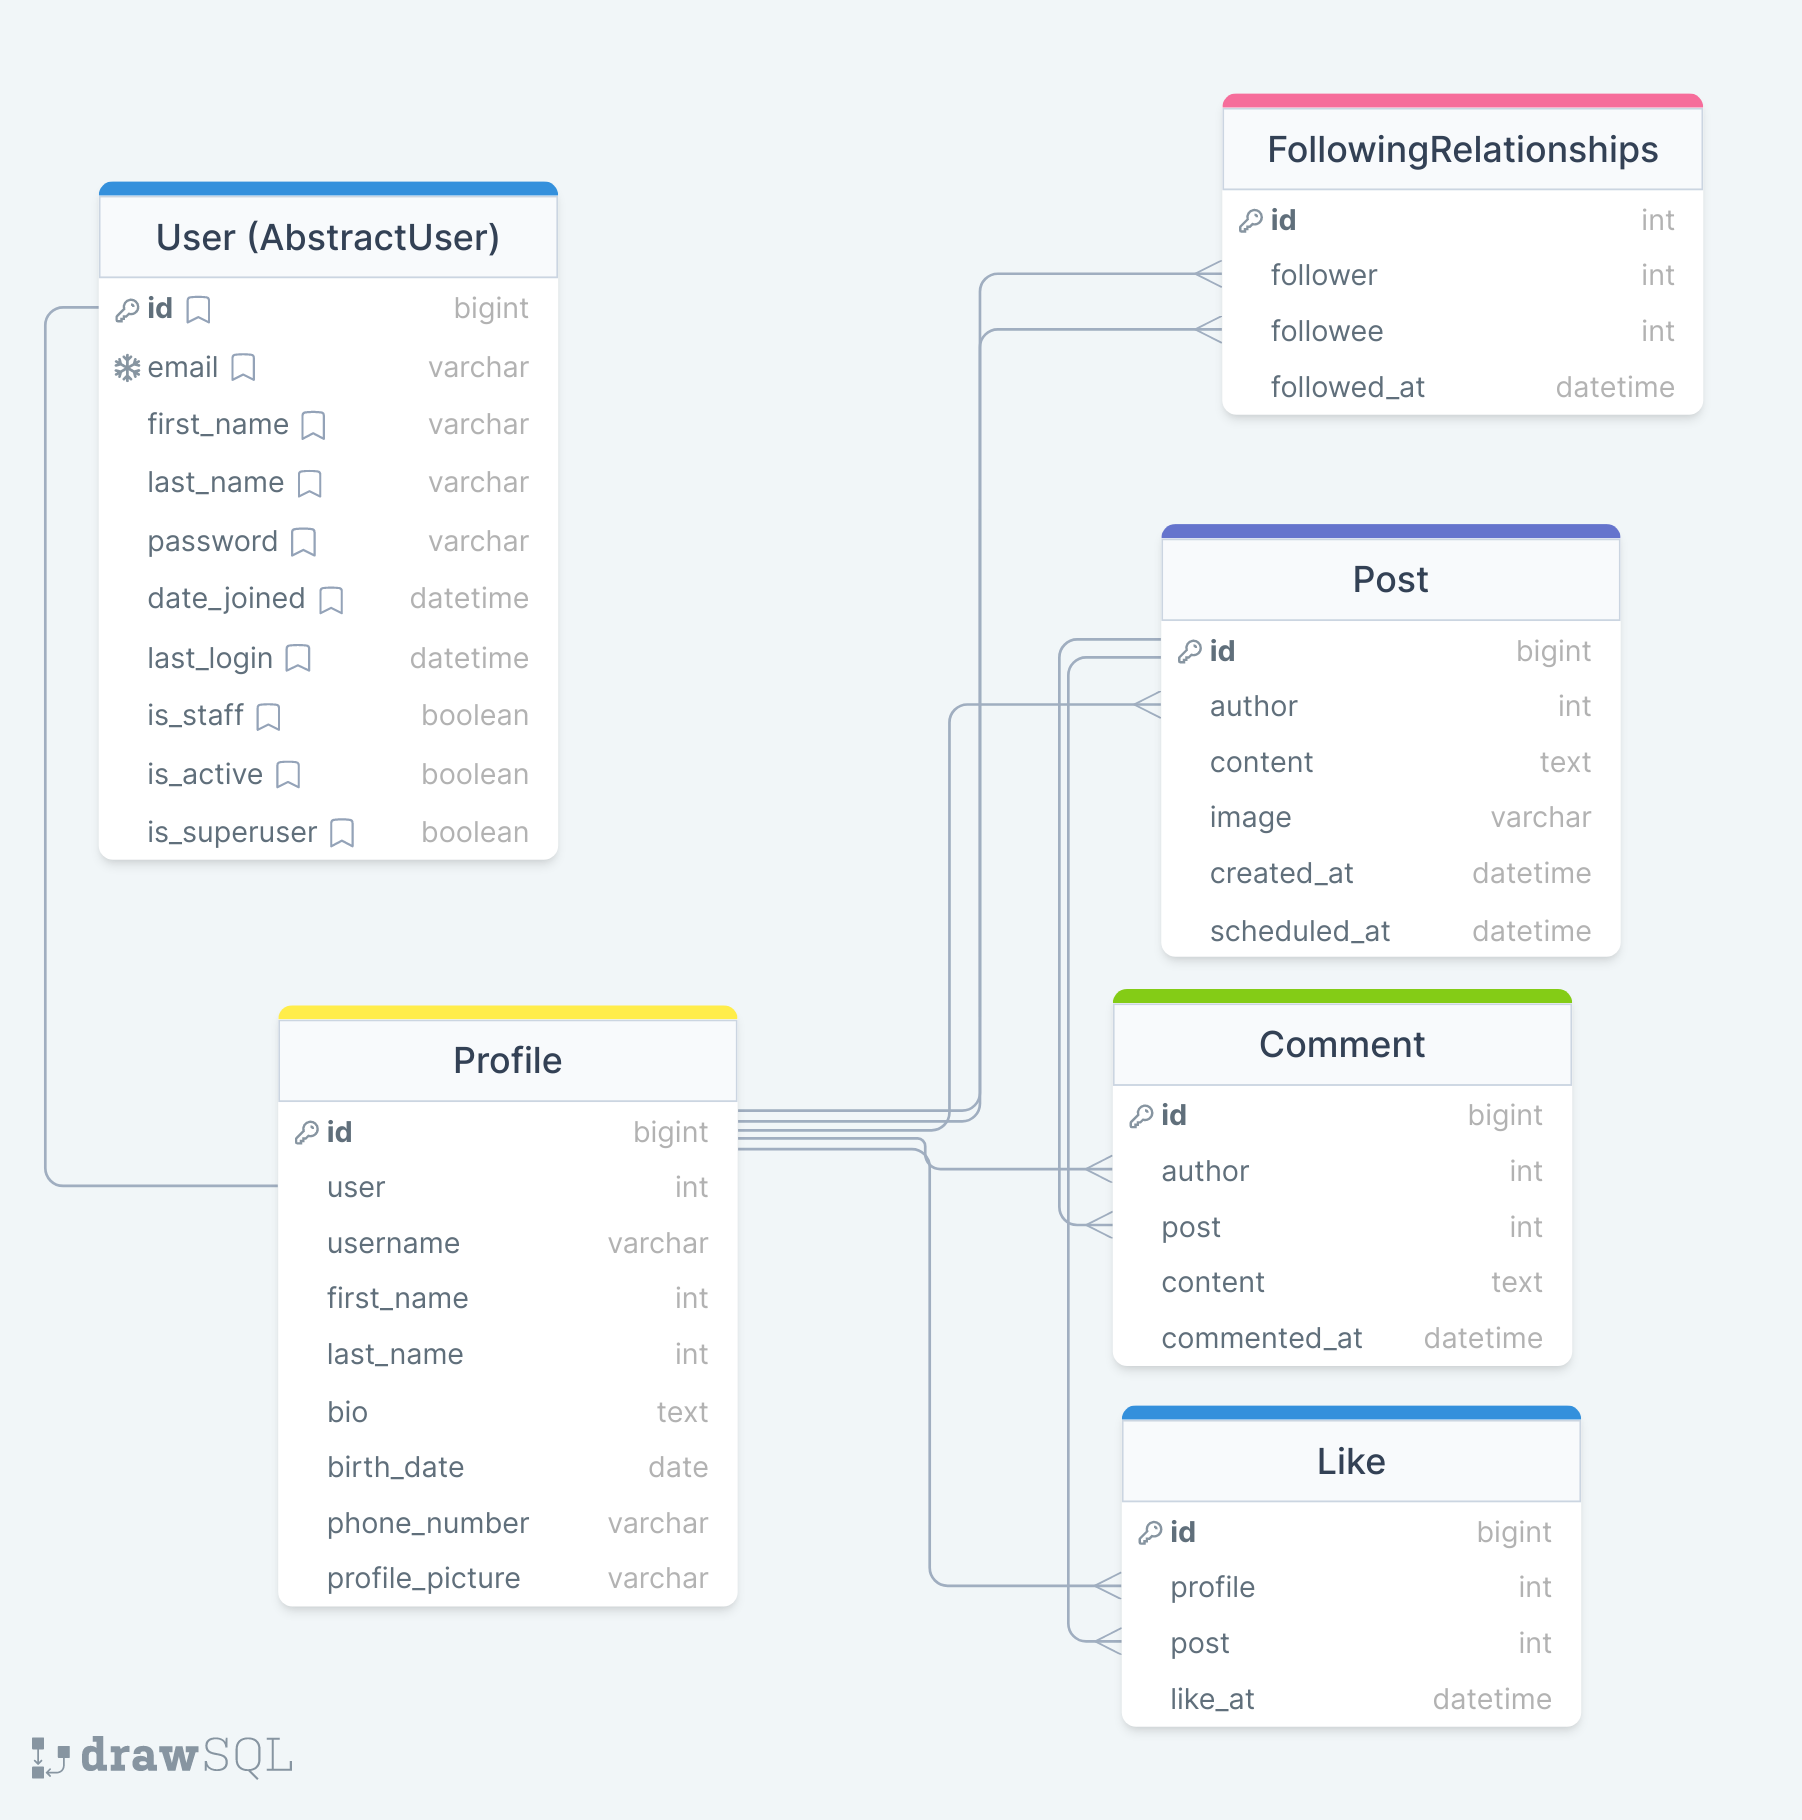 User (AbstractUser)
id bigint
email varchar
first_name varchar
last_name varchar
password varchar
date_joined datetime
last_login datetime
is_staff boolean
is_active boolean
is_superuser boolean
Profile
id bigint
user int
username varchar
first_name int
last_name int
bio text
birth_date date
phone_number varchar
profile_picture varchar
FollowingRelationships
id int
follower int
followee int
followed_at datetime
Post
id bigint
author int
content text
image varchar
created_at datetime
scheduled_at datetime
Comment
id bigint
author int
post int
content text
commented_at datetime
Like
id bigint
profile int
post int
like_at datetime
drawSQL